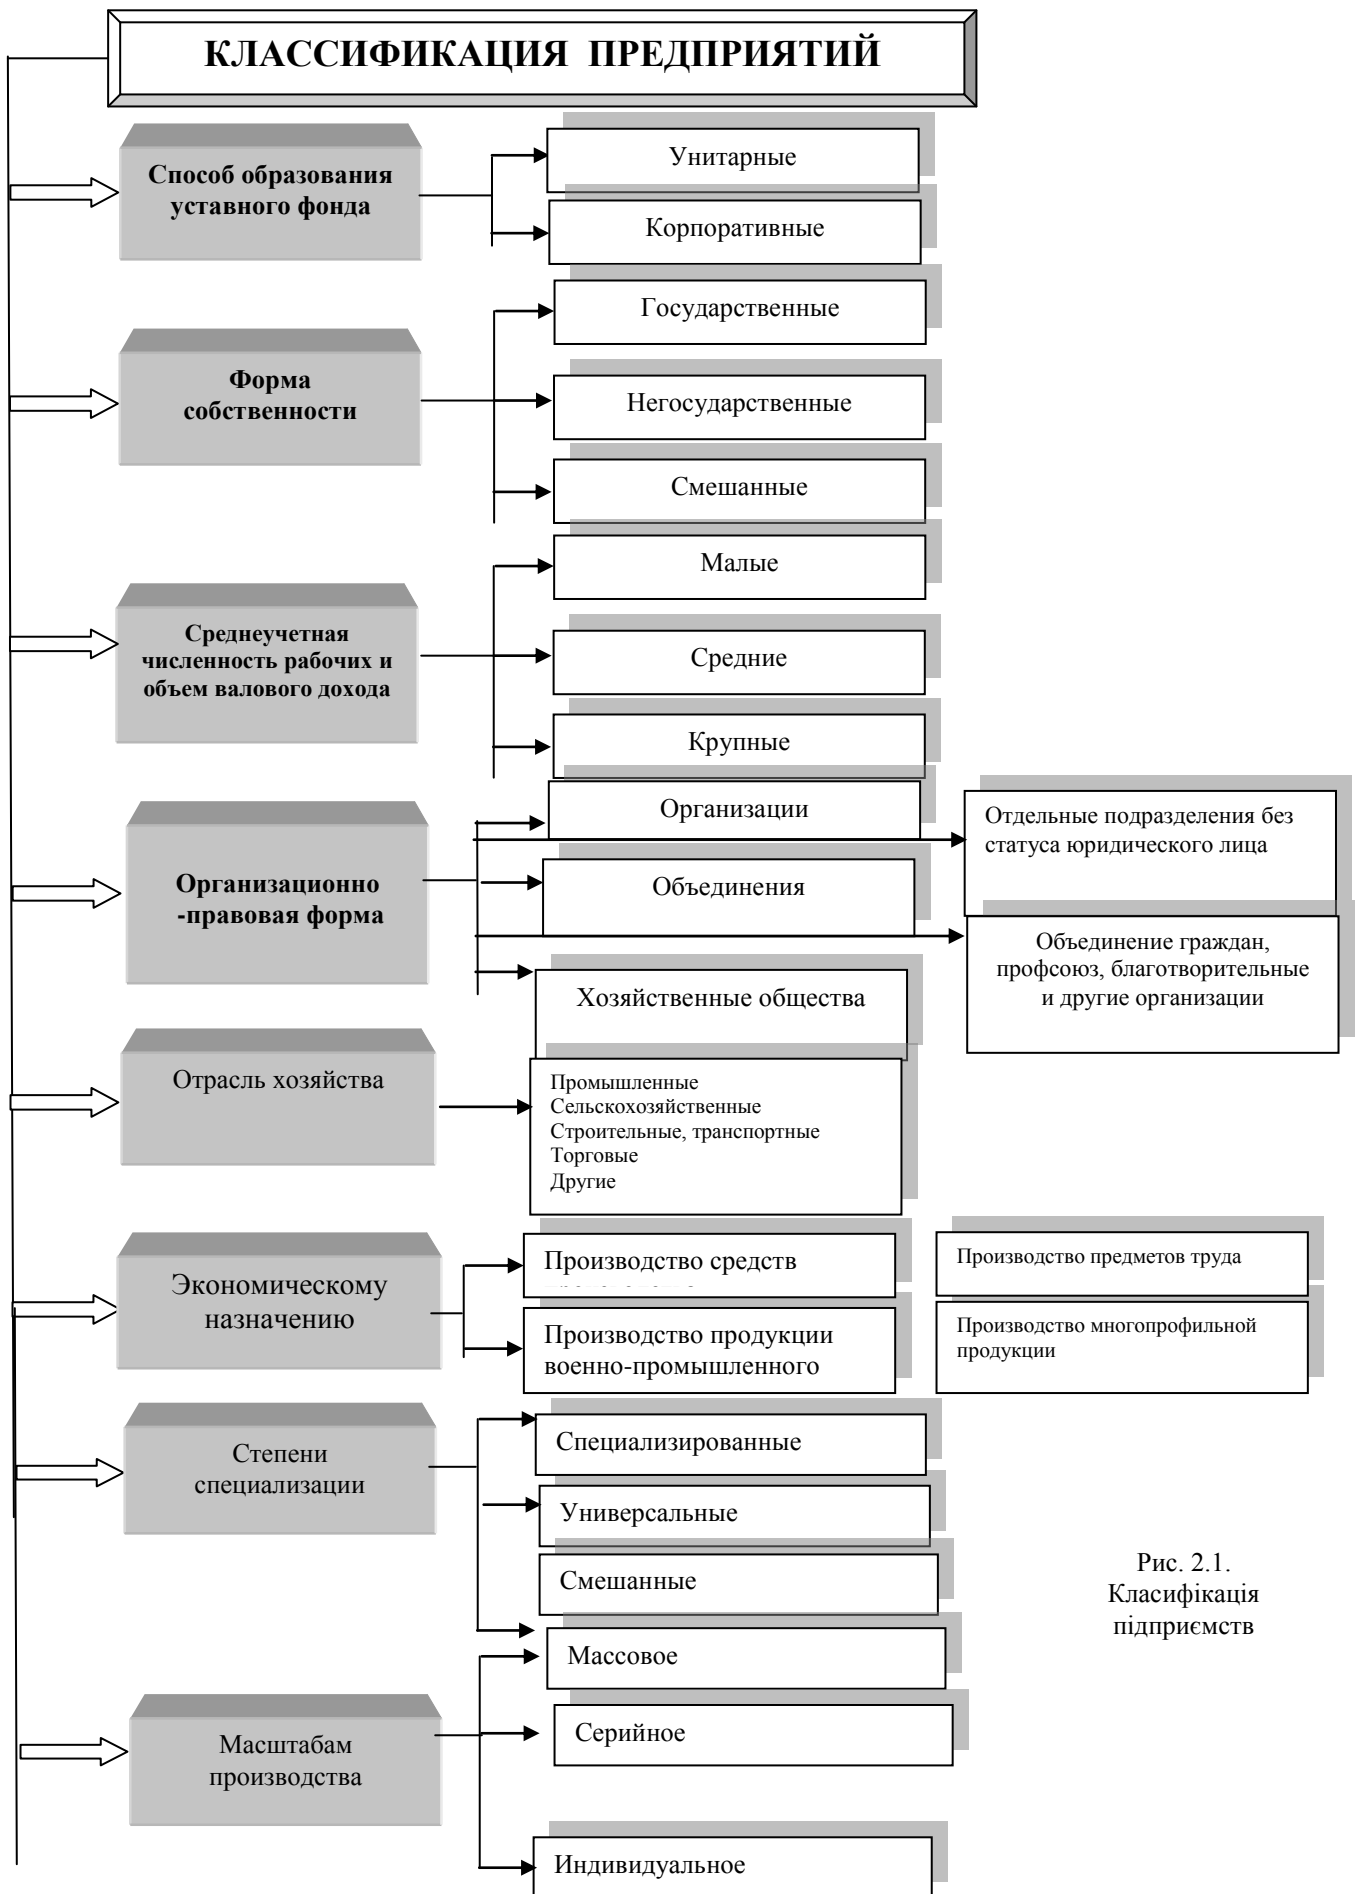 КЛАССИФИКАЦИЯ ПРЕДПРИЯТИЙ
Способ образования
уставного фонда
Унитарные
Корпоративные
Форма
собственности
Государственные
Негосударственные
Смешанные
Среднеучетная
численность рабочих и
объем валового дохода
Малые
Средние
Крупные
Организационно
-правовая форма
Организации
Объединения
Хозяйственные общества
Отдельные подразделения без
статуса юридического лица
Объединение граждан,
профсоюз, благотворительные
и другие организации
Отрасль хозяйства
Промышленные
Сельскохозяйственные
Строительные, транспортные
Торговые
Другие
Экономическому
назначению
Производство средств
Производство продукции
военно-промышленного
Производство предметов труда
Производство многопрофильной
продукции
Степени
специализации
Специализированные
Универсальные
Смешанные
Масштабам
производства
Массовое
Серийное
Индивидуальное
Рис. 2.1.
Класифікація
підприємств